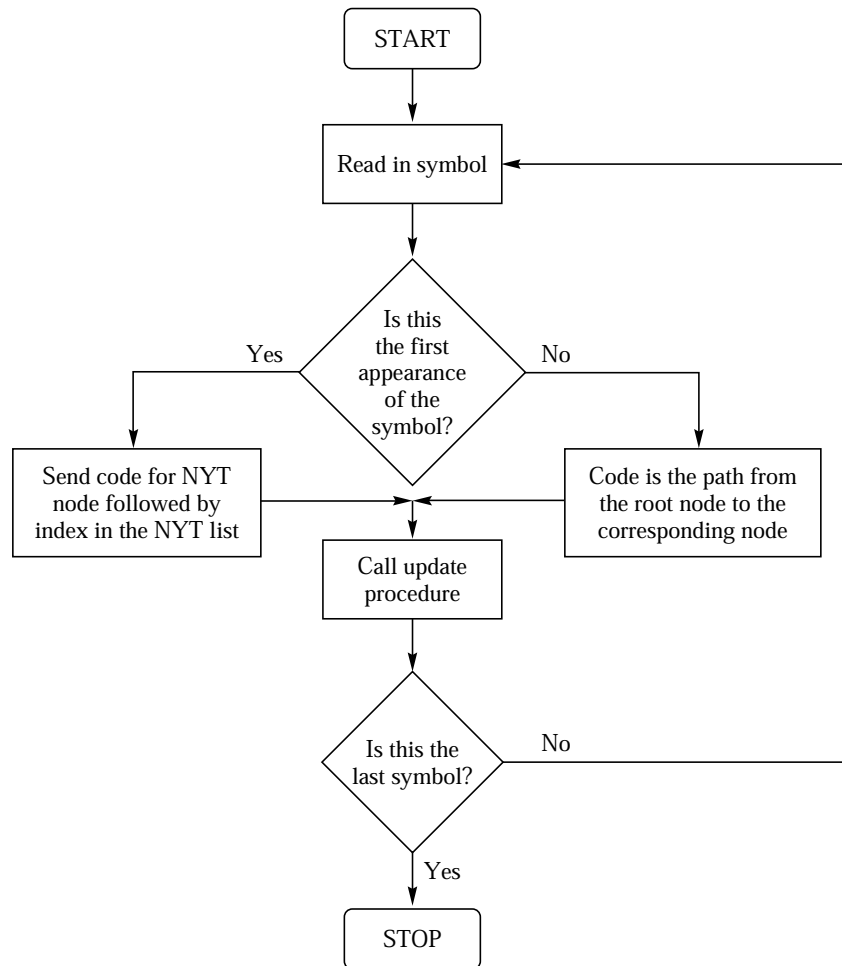 START
Read in symbol
Is this
the first
appearance
of the
symbol?
Yes
No
Send code for NYT
node followed by
index in the NYT list
Code is the path from
the root node to the
corresponding node
Call update
procedure
Is this the
last symbol?
No
Yes
STOP